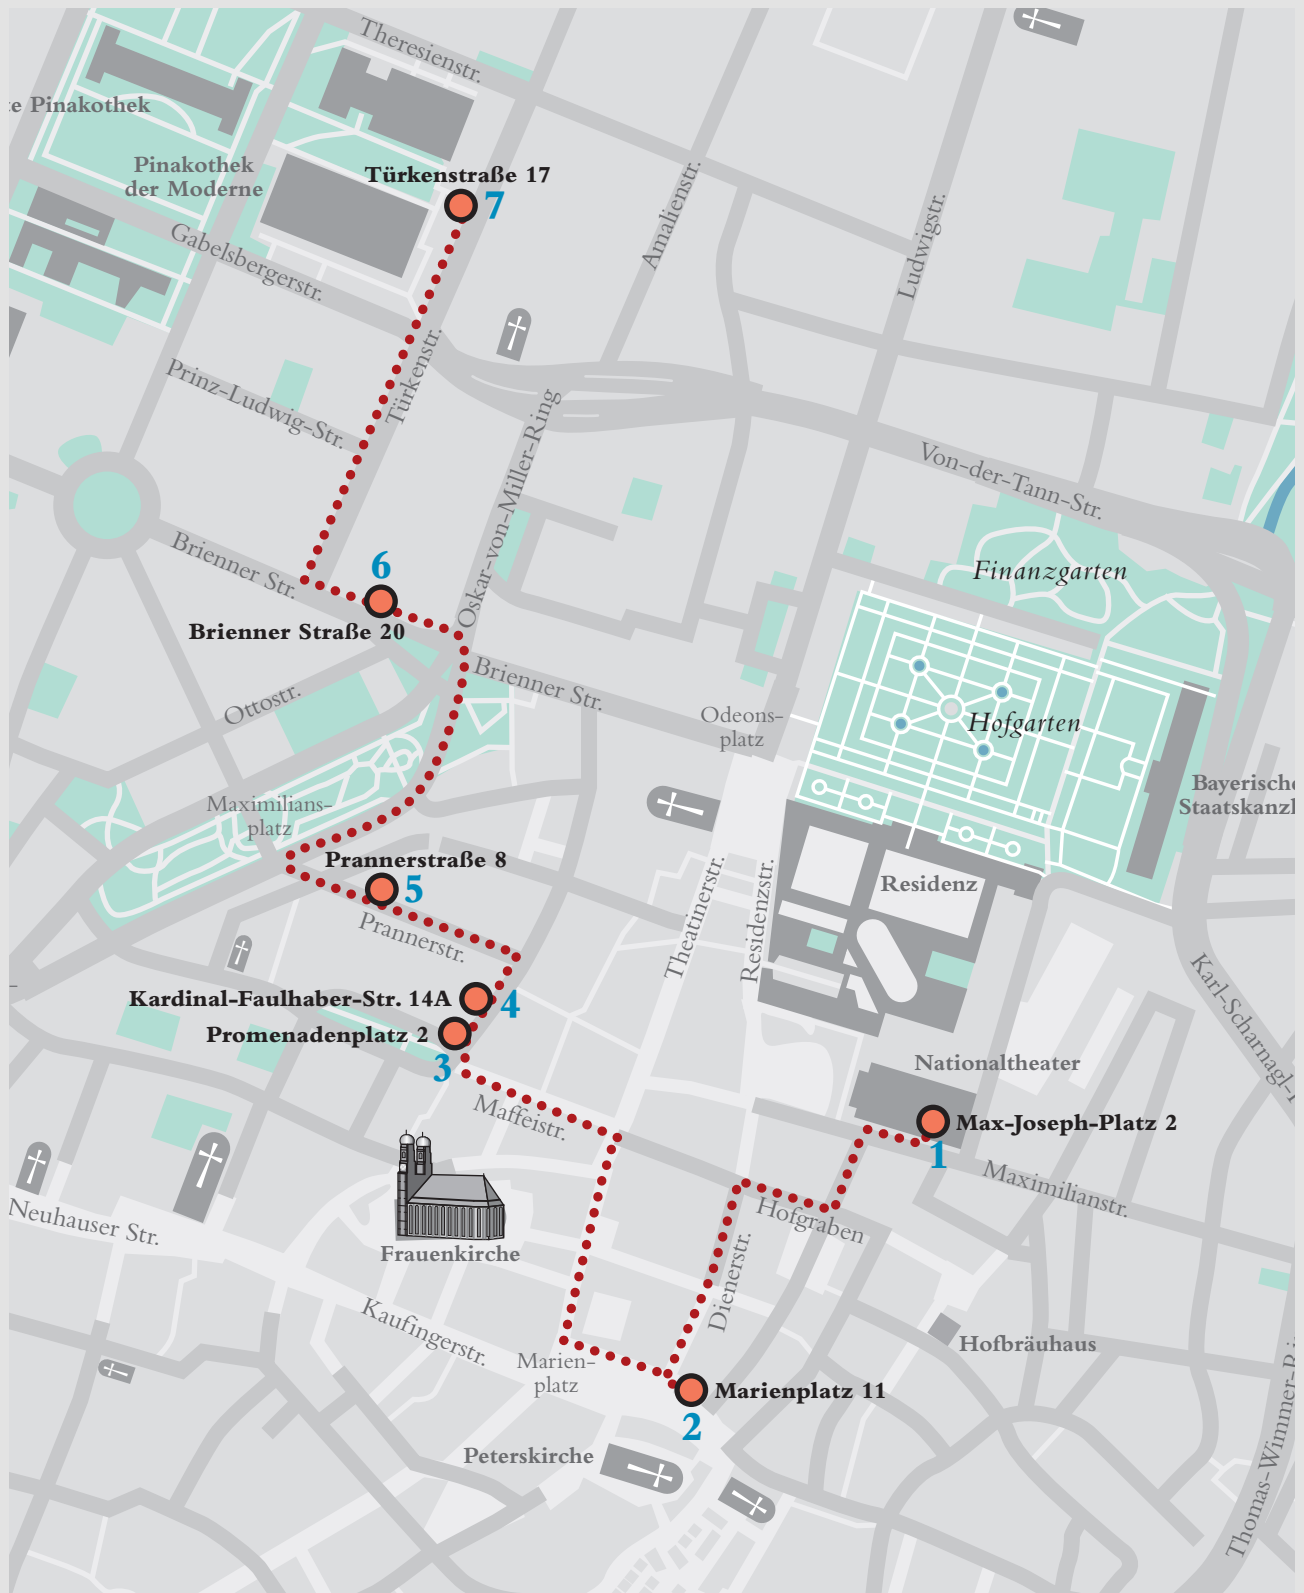 Theresienstr.
te Pinakothek
Pinakothek
der Moderne
Türkenstraße 17
7
Amalienstr.
Ludwigstr.
Gabelsbergerstr.
Türkenstr.
Prinz-Ludwig-Str.
Oskar-von-Miller-Ring
Von-der-Tann-Str.
Brienner Str.
6
Finanzgarten
Brienner Straße 20
Brienner Str.
Ottostr.
Odeons-
platz
Hofgarten
Bayerische
Staatskanzl
Maximilians-
platz
Prannerstraße 8
5
Prannerstr.
Theatinerstr.
Residenzstr.
Residenz
Karl-Scharnagl-
Kardinal-Faulhaber-Str. 14A
4
Promenadenplatz 2
3
Nationaltheater
Maffeistr.
Max-Joseph-Platz 2
1
Maximilianstr.
Neuhauser Str.
Hofgraben
Frauenkirche
Dienerstr.
Kaufingerstr.
Hofbräuhaus
Marien-
platz
Marienplatz 11
2
Peterskirche
Thomas-Wimmer-Ri